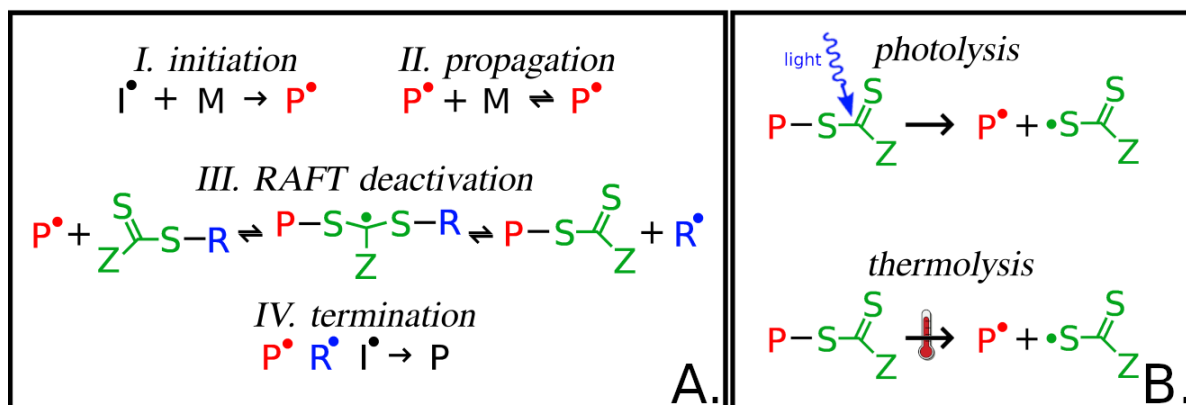 I. initiation
I• + M → P•
II. propagation
P• + M ⇌ P•
III. RAFT deactivation
P• + S Z S–R ⇌ P–S • S–R Z ⇌ P–S S Z + R•
IV. termination
P• R• I• → P
A.
light
photolysis
P–S S Z → P• + •S S Z
thermolysis
P–S S Z → P• + •S S Z
B.